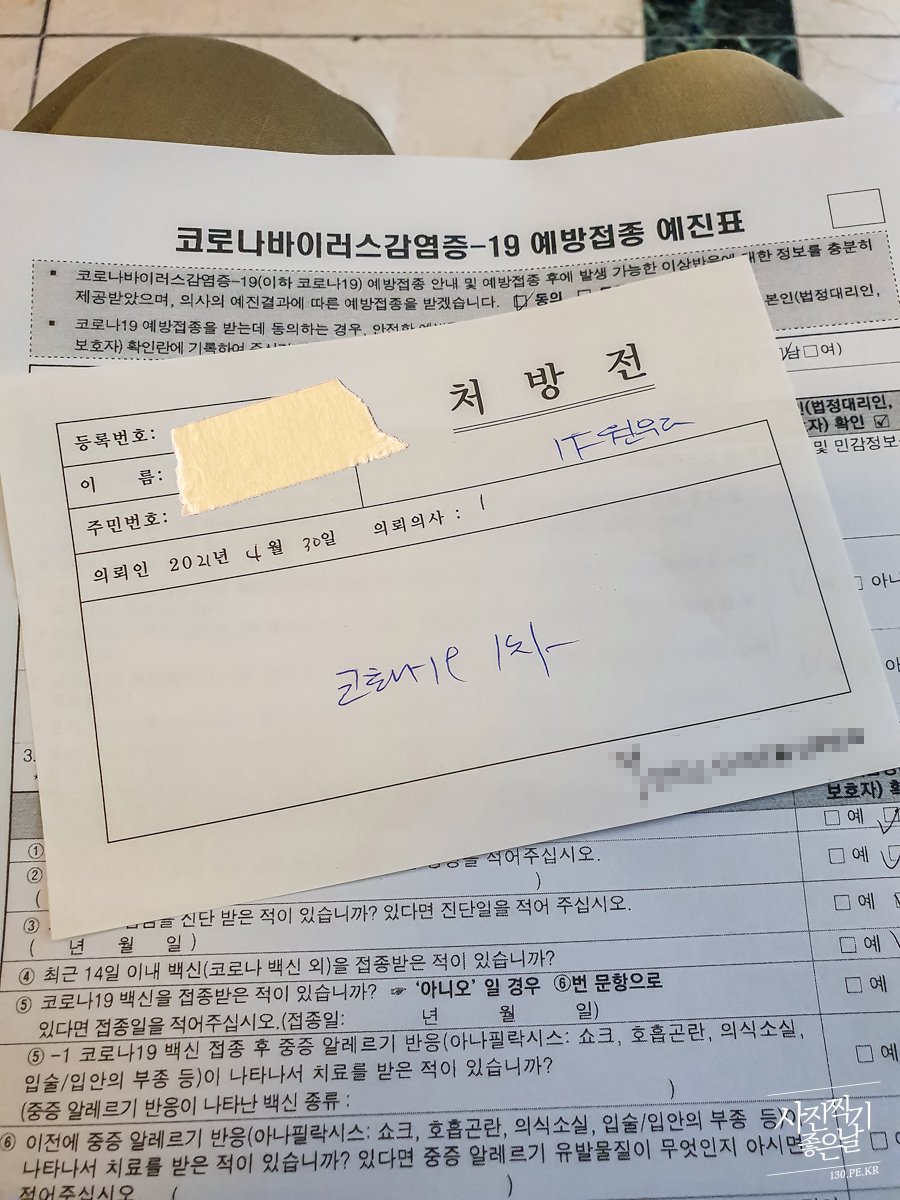 코로나바이러스감염증-19 예방접종 예진표
코로나바이러스감염증-19(이하 코로나19) 예방접종 안내 및 예방접종 후에 발생 가능한 이상반응에 대한 정보를 충분히
제공받았으며, 의사의 예진결과에 따른 예방접종을 받겠습니다. ☑ 동의 □
본인(법정대리인,
코로나19 예방접종을 받는데 동의하는 경우, 안전한
보호자) 확인란에 기록하여
☑남 □여)
(법정대리인,
자) 확인 ☑
및 민감정보
처 방 전
등록번호:
이 름:
주민번호:
의뢰인 2021년 4월 30일 의뢰의사 : 1
코로나19 1차
□ 아니
아니
3.
보호자) 확
□ 예
① 
증을 적어주십시오.
□ 예
②
( )
③ 진단 받은 적이 있습니까? 있다면 진단일을 적어 주십시오.
( 년 월 일 )
□ 예
④ 최근 14일 이내 백신(코로나 백신 외)을 접종받은 적이 있습니까?
□ 예
⑤ 코로나19 백신을 접종받은 적이 있습니까? ☞ ‘아니오’ 일 경우 ⑥번 문항으로
있다면 접종일을 적어주십시오.(접종일: 년 월 일)
□ 예
⑤ -1 코로나19 백신 접종 후 중증 알레르기 반응(아나필락시스: 쇼크, 호흡곤란, 의식소실,
입술/입안의 부종 등)이 나타나서 치료를 받은 적이 있습니까?
(중증 알레르기 반응이 나타난 백신 종류 : )
□ 예
⑥ 이전에 중증 알레르기 반응(아나필락시스: 쇼크, 호흡곤란, 의식소실, 입술/입안의 부종 등)이
나타나서 치료를 받은 적이 있습니까? 있다면 중증 알레르기 유발물질이 무엇인지 아시면
적어주십시오. ( )
사진찍기
좋은날
130.PE.KR